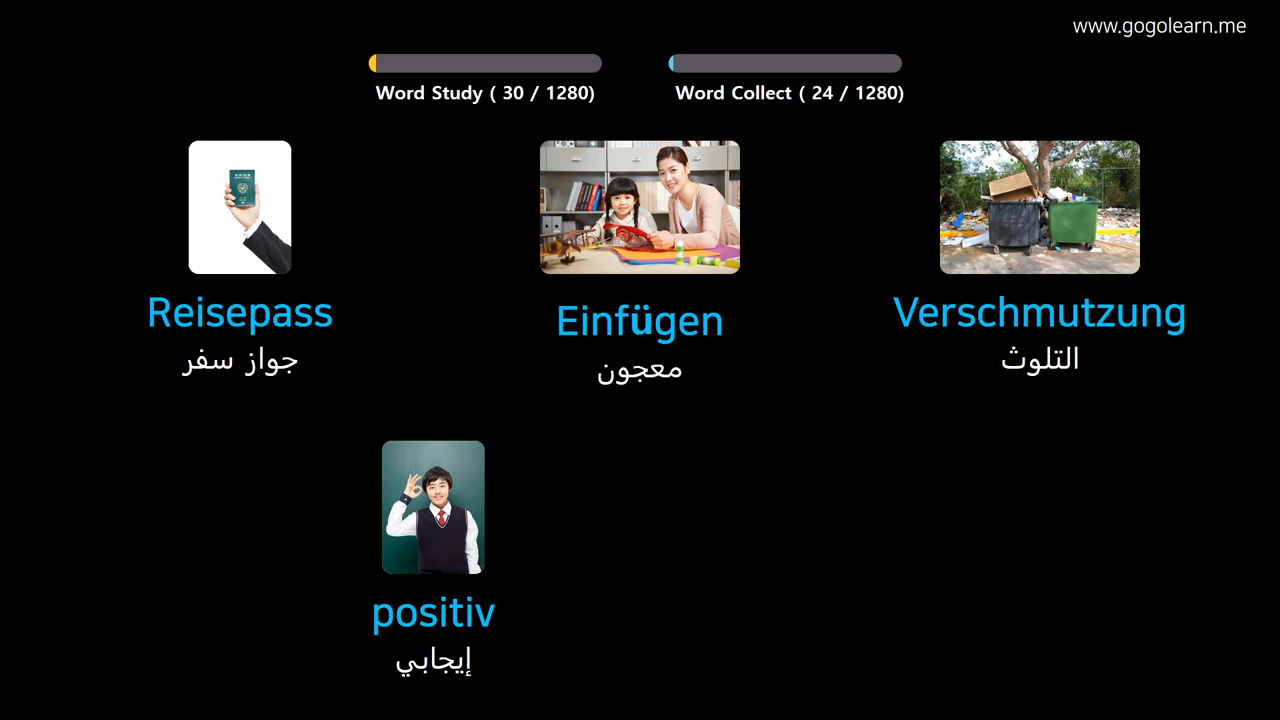 www.gogolearn.me
Word Study ( 30 / 1280)
Word Collect ( 24 / 1280)
Reisepass
جواز سفر
Einfügen
معجون
Verschmutzung
التلوث
positiv
إيجابي